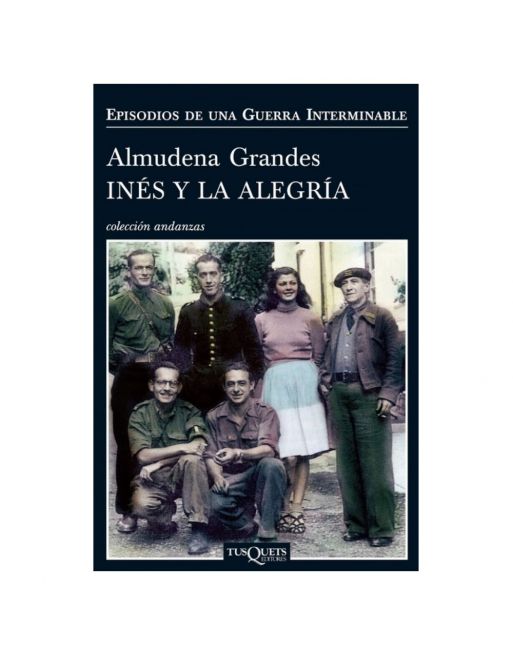 EPISODIOS DE UNA GUERRA INTERMINABLE
Almudena Grandes
INÉS Y LA ALEGRÍA
colección andanzas
TUSQUETS
EDITORES